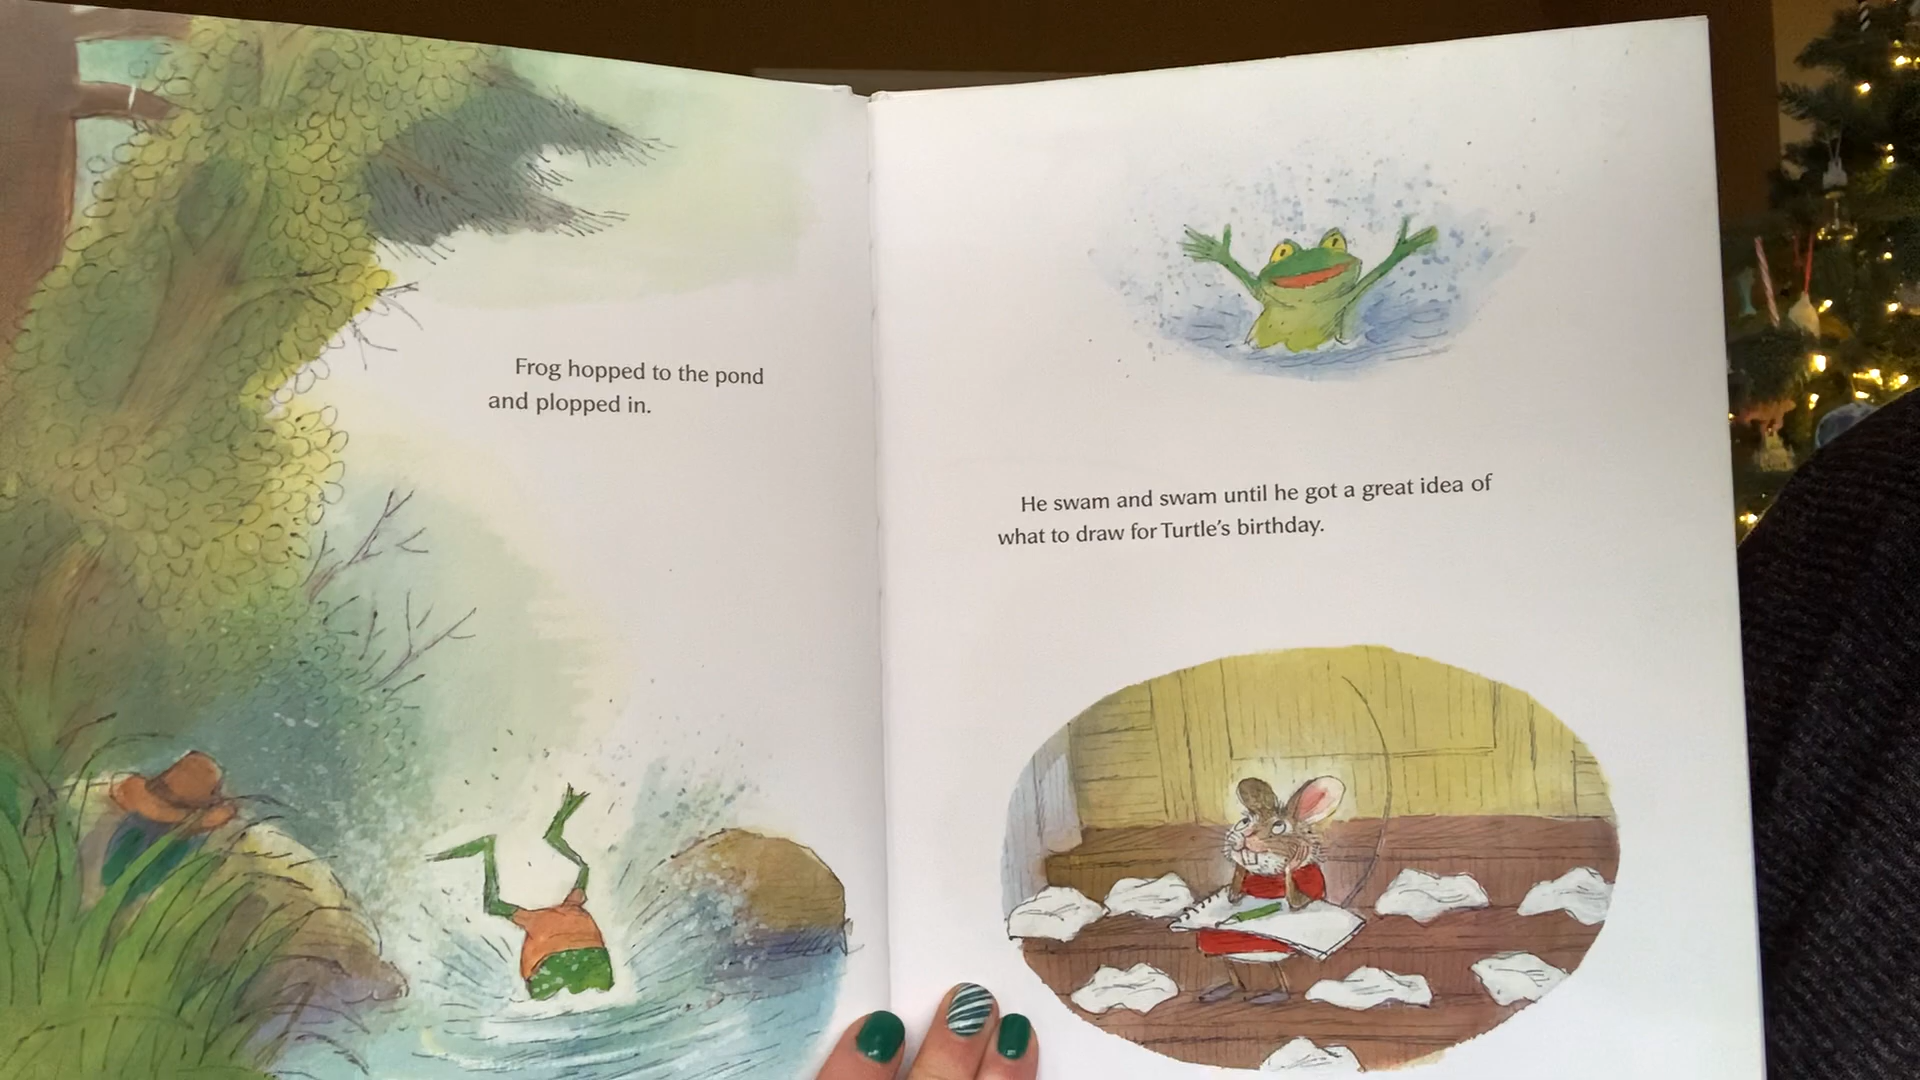 Frog hopped to the pond
and plopped in.
He swam and swam until he got a great idea of
what to draw for Turtle's birthday.